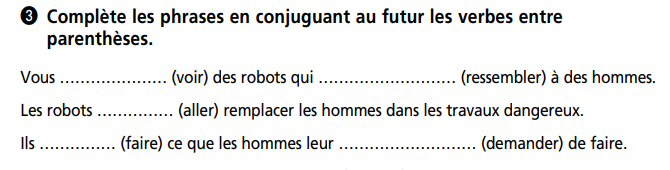 ❸ Complète les phrases en conjuguant au futur les verbes entre
parenthèses.
Vous ..................... (voir) des robots qui ........................... (ressembler) à des hommes.
Les robots ............... (aller) remplacer les hommes dans les travaux dangereux.
Ils ............... (faire) ce que les hommes leur ........................... (demander) de faire.